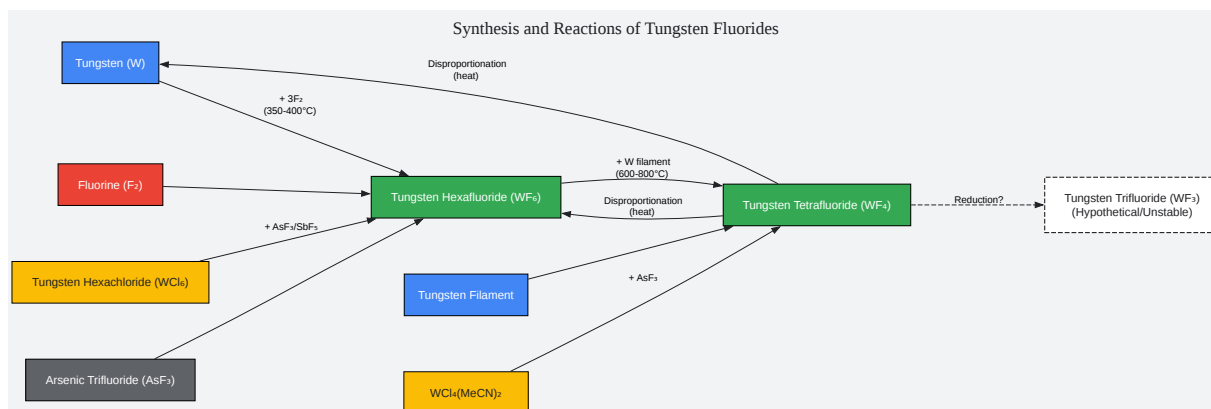 Synthesis and Reactions of Tungsten Fluorides
Tungsten (W)
Disproportionation
(heat)
+ 3F₂
(350-400°C)
+ W filament
(600-800°C)
Fluorine (F₂)
Tungsten Hexafluoride (WF₆)
Disproportionation
(heat)
Tungsten Tetrafluoride (WF₄)
Reduction?
Tungsten Trifluoride (WF₃)
(Hypothetical/Unstable)
+ AsF₃/SbF₅
Tungsten Hexachloride (WCl₆)
Tungsten Filament
+ AsF₃
Arsenic Trifluoride (AsF₃)
WCl₄(MeCN)₂